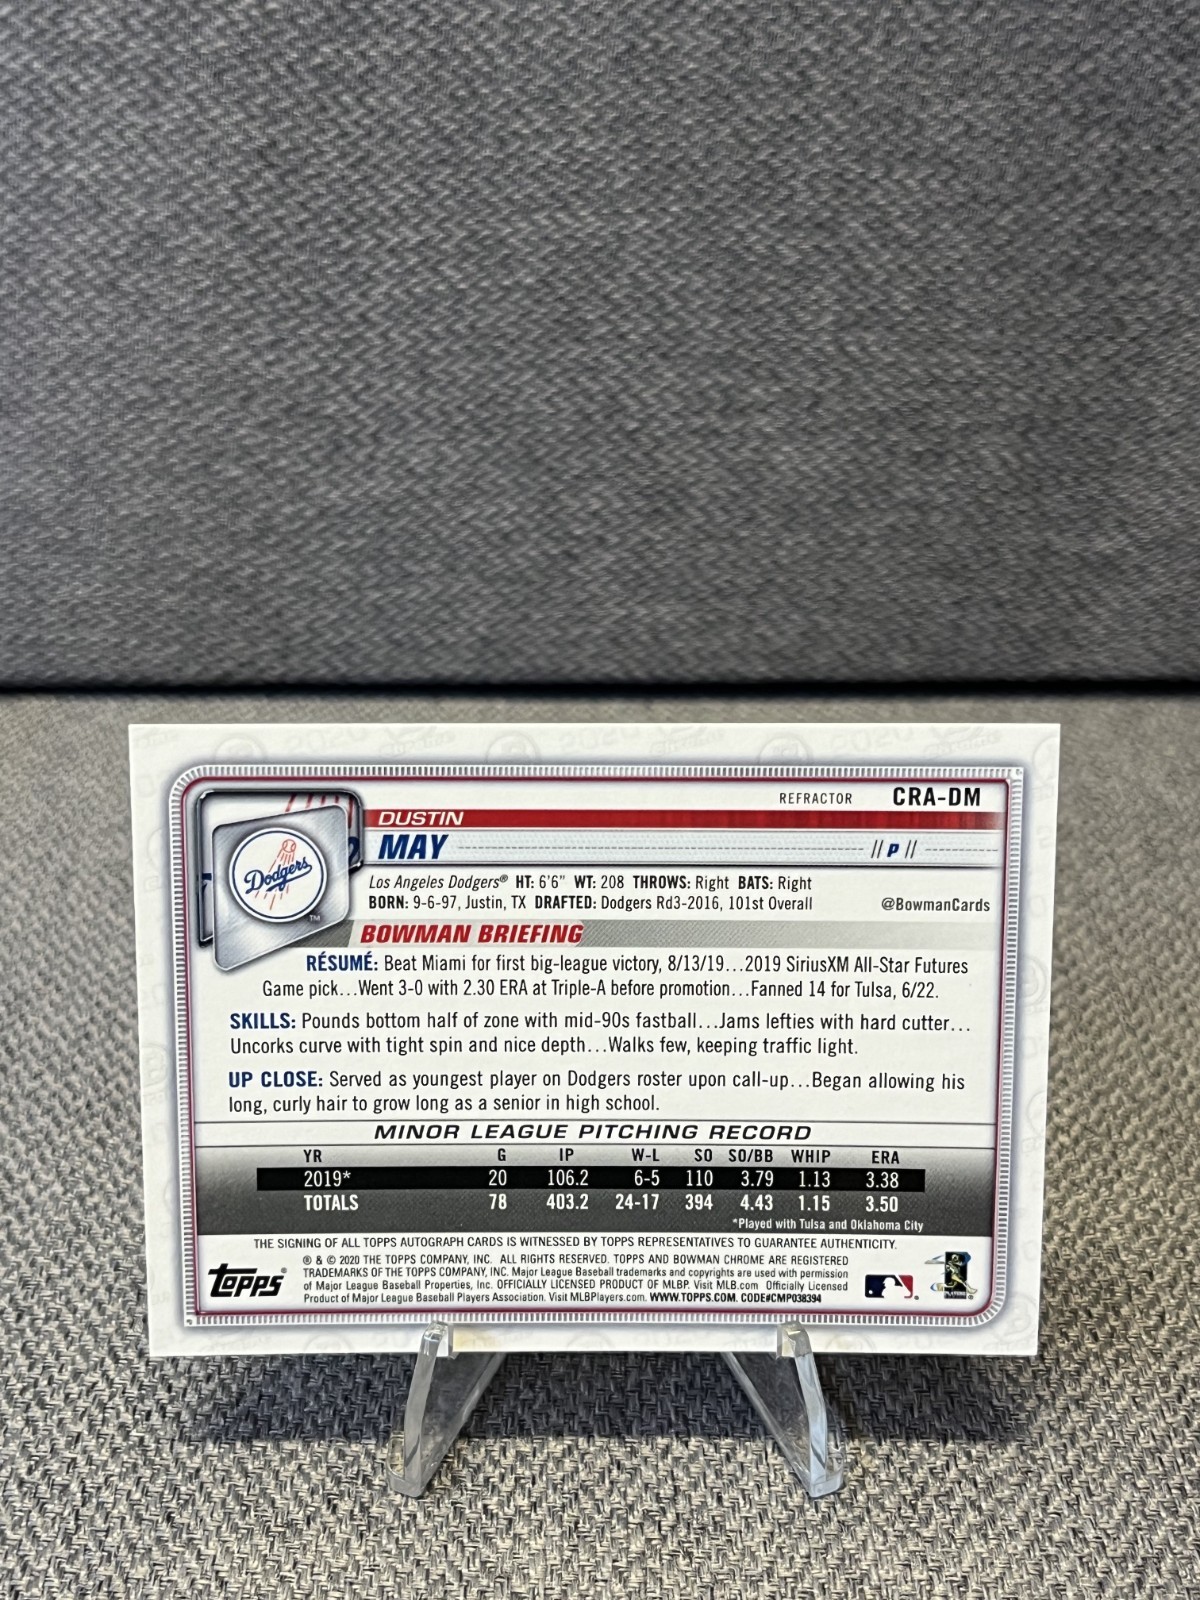 REFRACTOR CRA-DM
DUSTIN
MAY // P //
Dodgers
TM
Los Angeles Dodgers® HT: 6'6" WT: 208 THROWS: Right BATS: Right
BORN: 9-6-97, Justin, TX DRAFTED: Dodgers Rd3-2016, 101st Overall @BowmanCards
BOWMAN BRIEFING
RÉSUMÉ: Beat Miami for first big-league victory, 8/13/19...2019 SiriusXM All-Star Futures
Game pick...Went 3-0 with 2.30 ERA at Triple-A before promotion...Fanned 14 for Tulsa, 6/22.
SKILLS: Pounds bottom half of zone with mid-90s fastball...Jams lefties with hard cutter...
Uncorks curve with tight spin and nice depth...Walks few, keeping traffic light.
UP CLOSE: Served as youngest player on Dodgers roster upon call-up...Began allowing his
long, curly hair to grow long as a senior in high school.
MINOR LEAGUE PITCHING RECORD
YR G IP W-L SO SO/BB WHIP ERA
2019* 20 106.2 6-5 110 3.79 1.13 3.38
TOTALS 78 403.2 24-17 394 4.43 1.15 3.50
*Played with Tulsa and Oklahoma City
THE SIGNING OF ALL TOPPS AUTOGRAPH CARDS IS WITNESSED BY TOPPS REPRESENTATIVES TO GUARANTEE AUTHENTICITY.
topps®
® & © 2020 THE TOPPS COMPANY, INC. ALL RIGHTS RESERVED. TOPPS AND BOWMAN CHROME ARE REGISTERED
TRADEMARKS OF THE TOPPS COMPANY, INC. Major League Baseball trademarks and copyrights are used with permission
of Major League Baseball Properties, Inc. OFFICIALLY LICENSED PRODUCT OF MLBP. Visit MLB.com Officially Licensed
Product of Major League Baseball Players Association. Visit MLBPlayers.com. WWW.TOPPS.COM. CODE#CMP038394